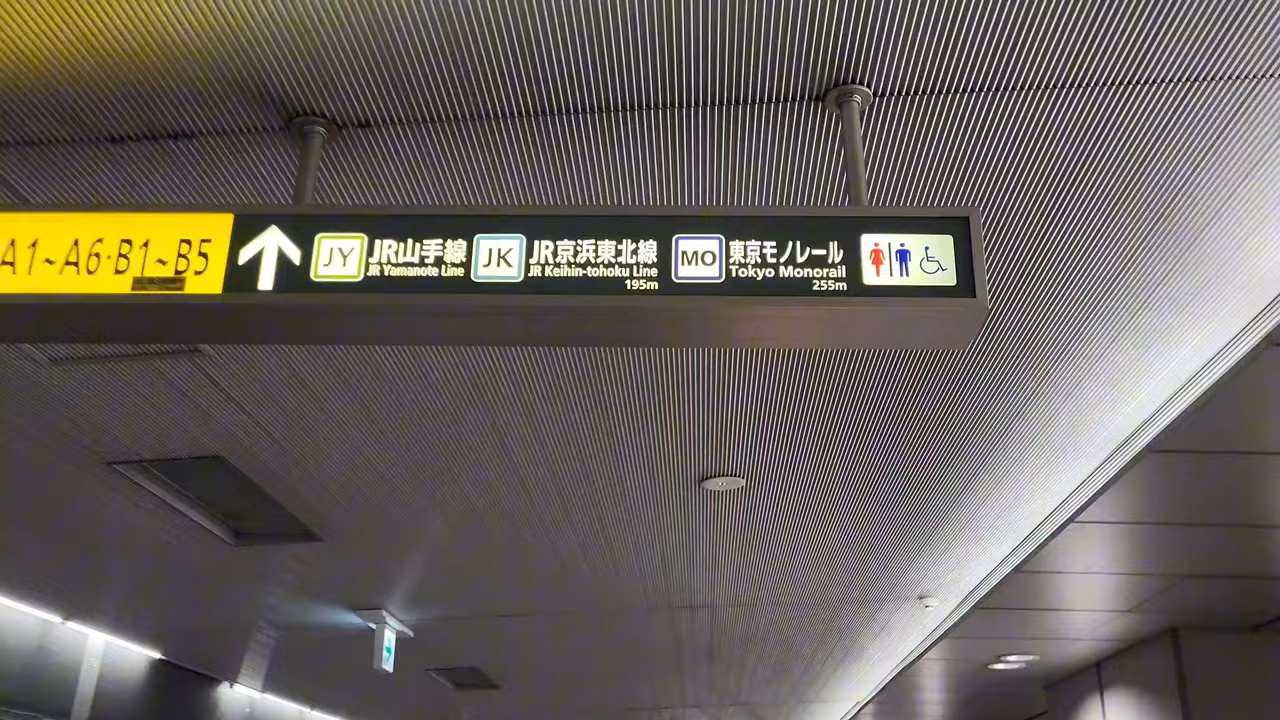 A1~A6·B1~B5
JY
JR山手線
JR Yamanote Line
JK
JR京浜東北線
JR Keihin-tohoku Line
195m
MO
東京モノレール
Tokyo Monorail
255m